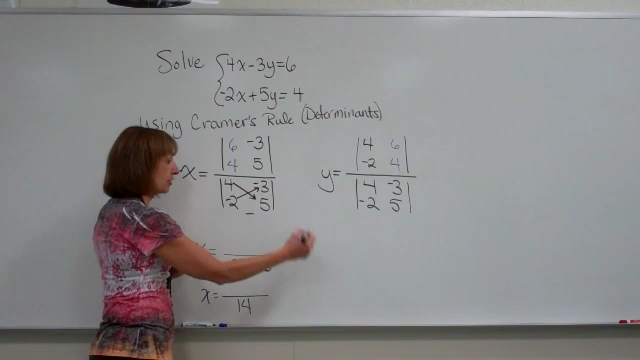 Solve { 4x-3y=6
-2x+5y=4
using Cramer's Rule (Determinants)
x = |6 -3| y = |4 6|
|4 5| |-2 4|
|4 -3| |4 -3|
|-2 5| |-2 5|
x =
14